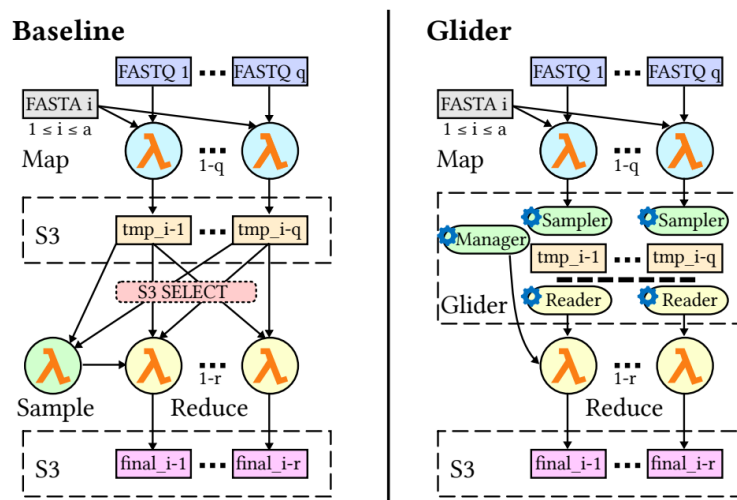 Baseline
FASTQ 1 ... FASTQ q
FASTA i
1 ≤ i ≤ a
λ ... λ
1-q
Map
S3
tmp_i-1 ... tmp_i-q
S3 SELECT
λ λ ... λ
1-r
Sample Reduce
S3
final_i-1 ... final_i-r
Glider
FASTQ 1 ... FASTQ q
FASTA i
1 ≤ i ≤ a
λ ... λ
1-q
Map
Sampler Sampler
Manager
tmp_i-1 ... tmp_i-q
Glider
Reader Reader
λ ... λ
1-r
Reduce
S3
final_i-1 ... final_i-r